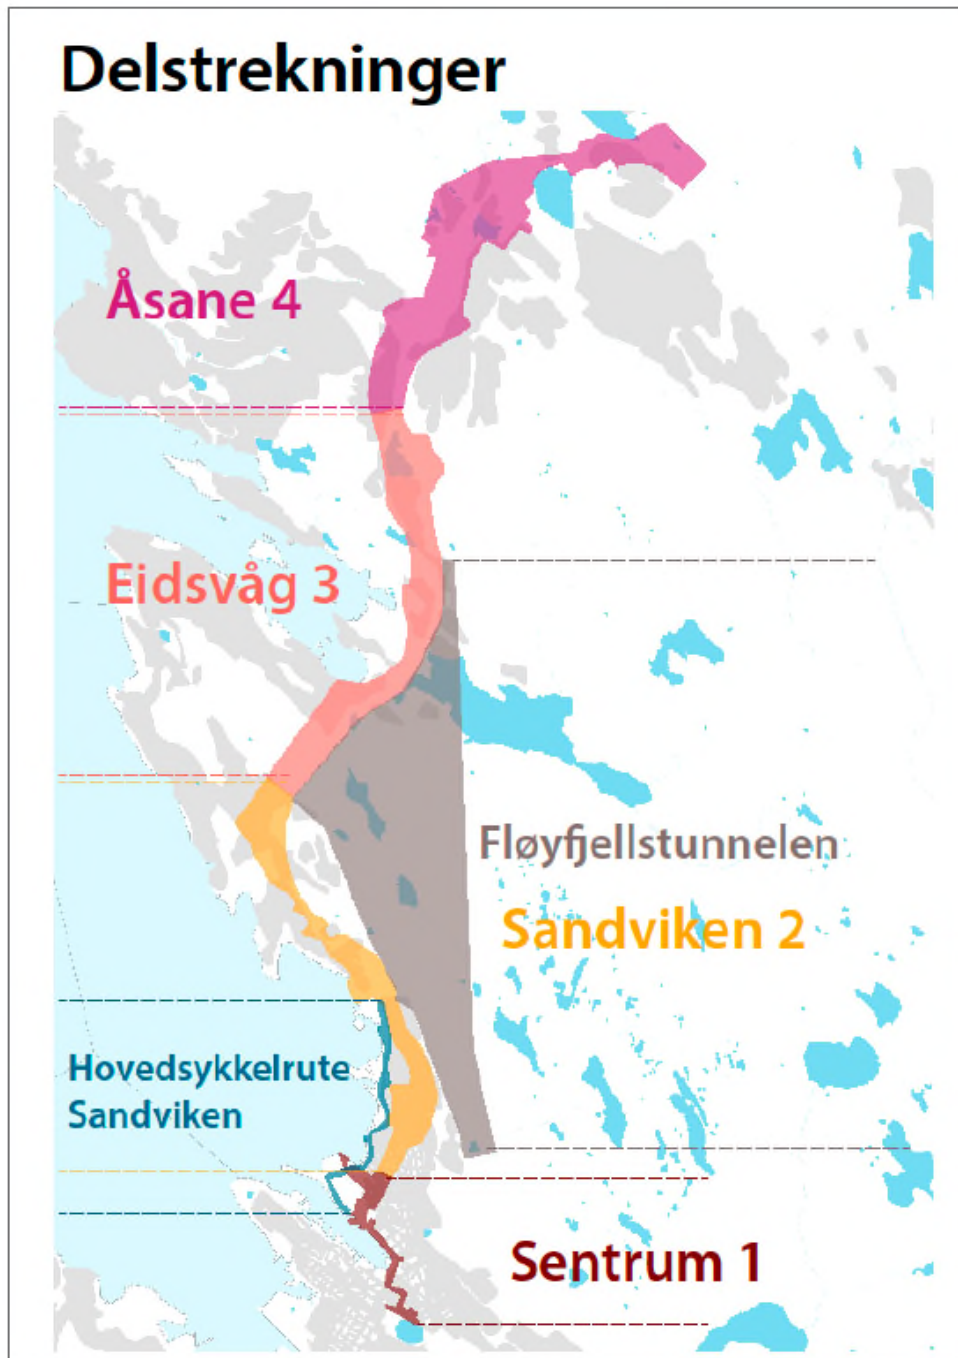 Delstrekninger
Åsane 4
Eidsvåg 3
Fløyfjellstunnelen
Sandviken 2
Hovedsykkelrute
Sandviken
Sentrum 1